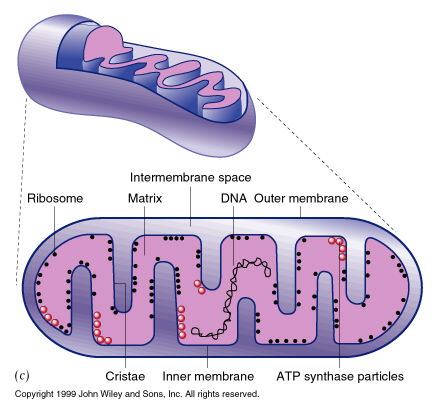 Intermembrane space
Ribosome Matrix DNA Outer membrane
(c) Cristae Inner membrane ATP synthase particles
Copyright 1999 John Wiley and Sons, Inc. All rights reserved.